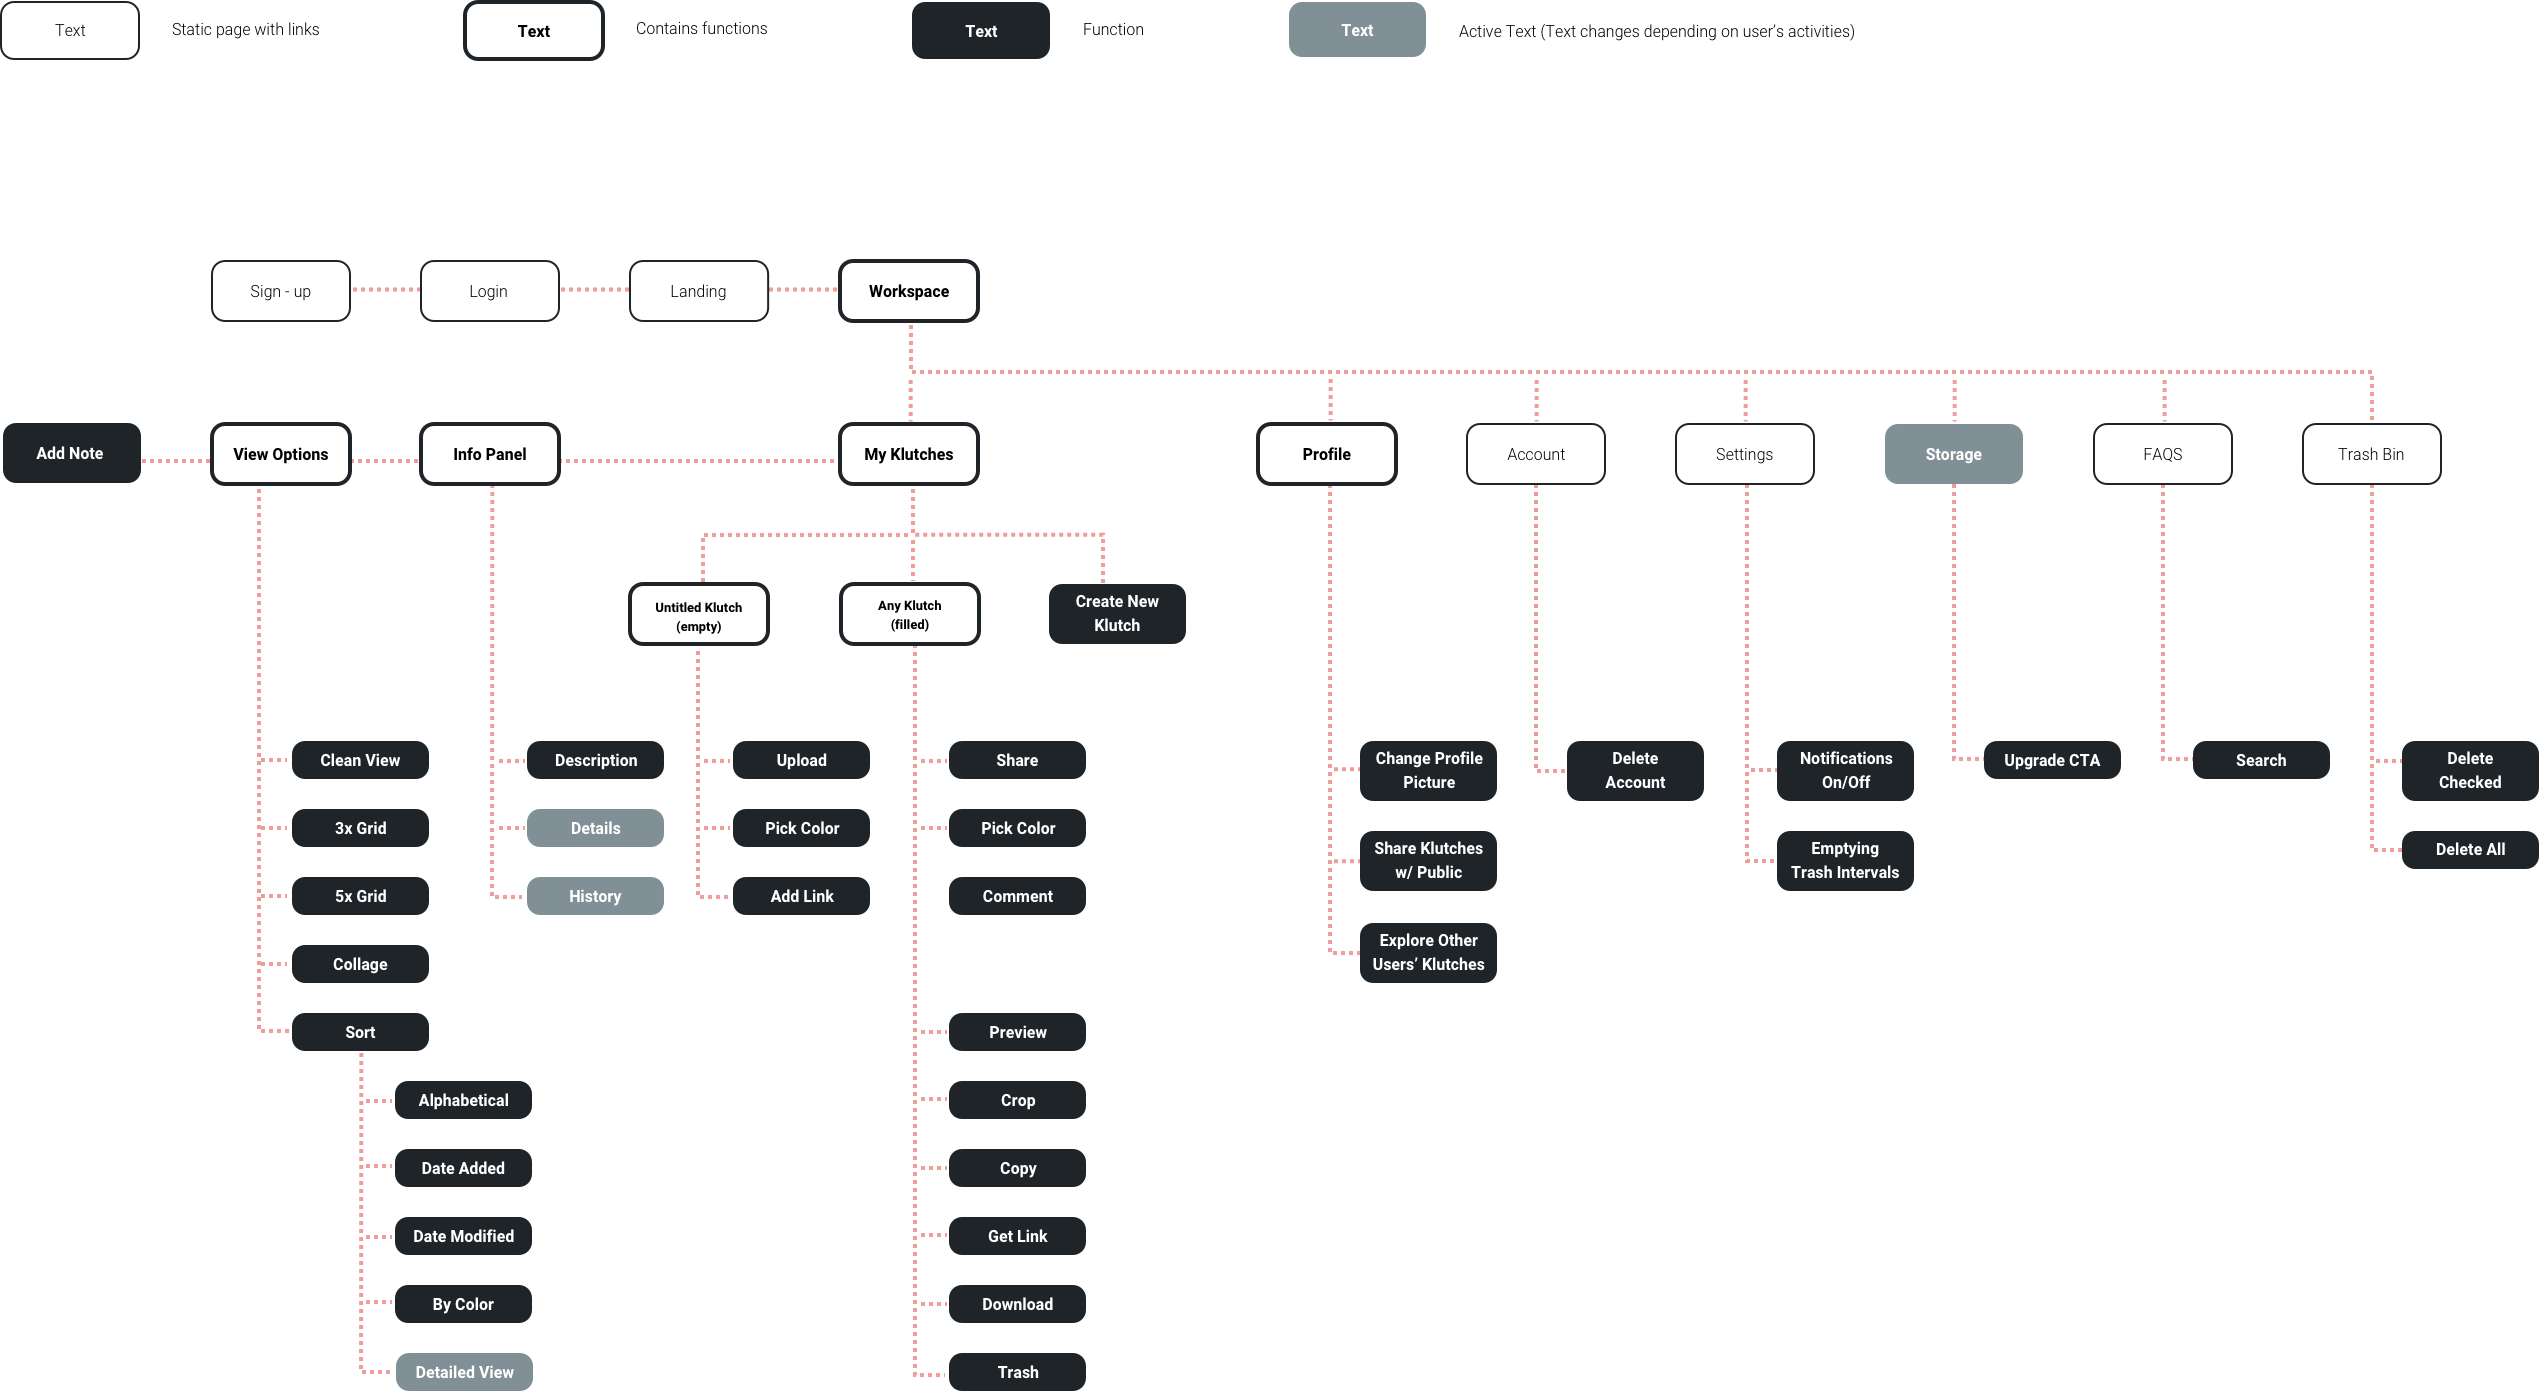 Text
Static page with links
Text
Contains functions
Text
Function
Text
Active Text (Text changes depending on user’s activities)
Sign - up
Login
Landing
Workspace
Add Note
View Options
Info Panel
My Klutches
Profile
Account
Settings
Storage
FAQS
Trash Bin
Untitled Klutch
(empty)
Any Klutch
(filled)
Create New
Klutch
Clean View
3x Grid
5x Grid
Collage
Sort
Alphabetical
Date Added
Date Modified
By Color
Detailed View
Description
Details
History
Upload
Pick Color
Add Link
Share
Pick Color
Comment
Preview
Crop
Copy
Get Link
Download
Trash
Change Profile
Picture
Share Klutches
w/ Public
Explore Other
Users’ Klutches
Delete
Account
Notifications
On/Off
Emptying
Trash Intervals
Upgrade CTA
Search
Delete
Checked
Delete All